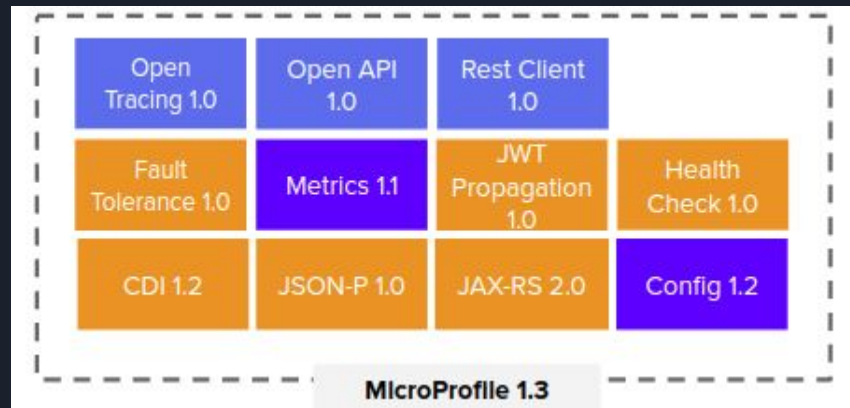 Open
Tracing 1.0
Open API
1.0
Rest Client
1.0
Fault
Tolerance 1.0
Metrics 1.1
JWT
Propagation
1.0
Health
Check 1.0
CDI 1.2
JSON-P 1.0
JAX-RS 2.0
Config 1.2
MicroProfile 1.3